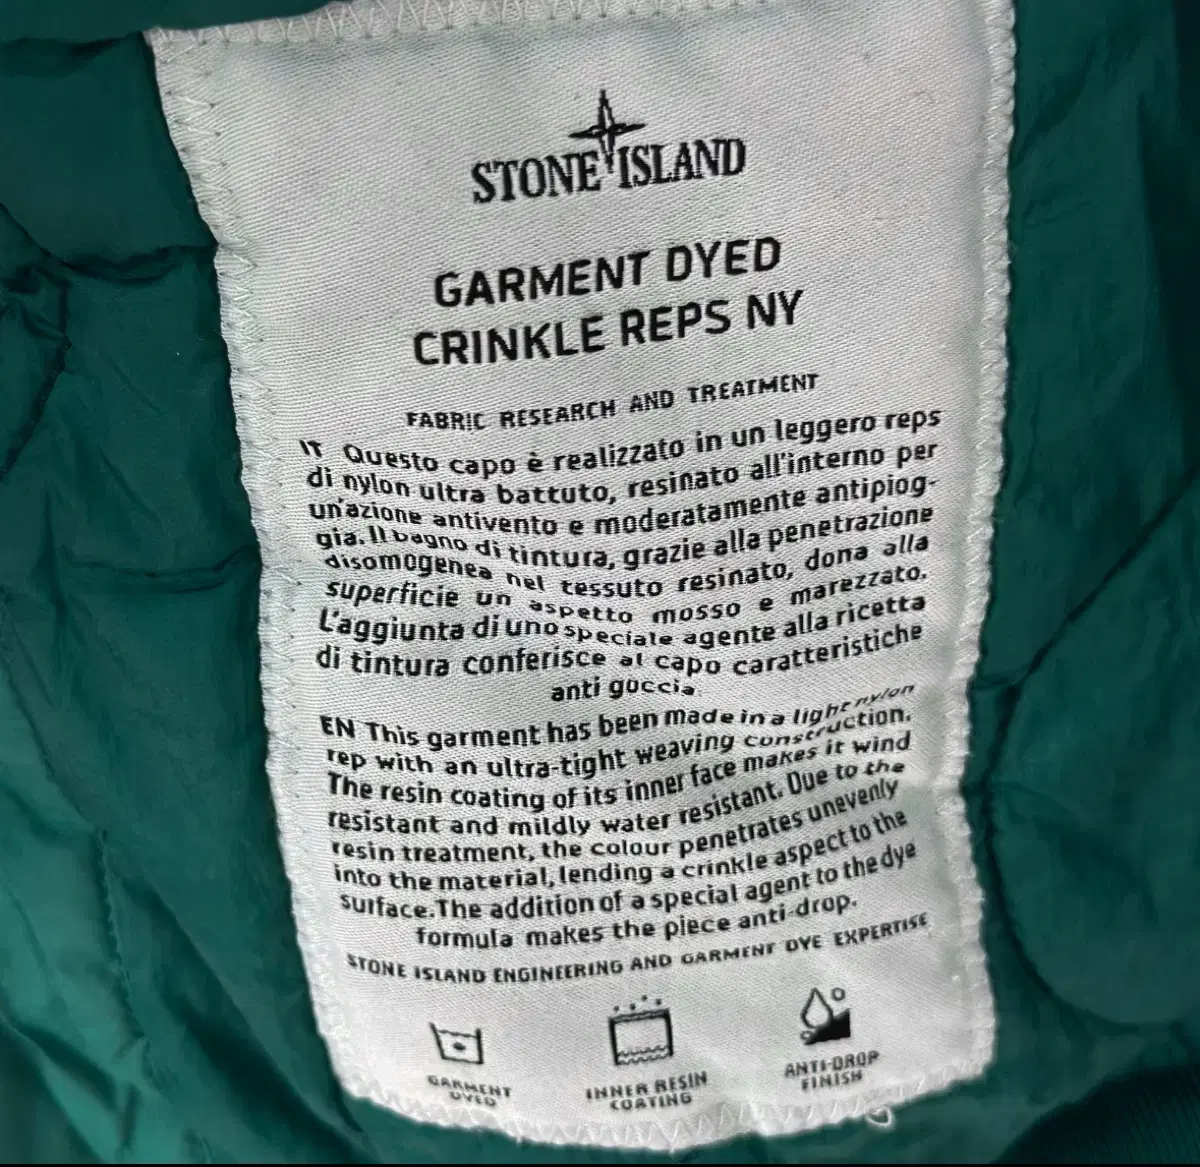 STONE ISLAND
GARMENT DYED
CRINKLE REPS NY
FABRIC RESEARCH AND TREATMENT
IT Questo capo è realizzato in un leggero reps
di nylon ultra battuto, resinato all'interno per
un'azione antivento e moderatamente antipiog-
gia. Il bagno di tintura, grazie alla penetrazione
disomogenea nel tessuto resinato, dona alla
superficie un aspetto mosso e marezzato.
L'aggiunta di uno speciale agente alla ricetta
di tintura conferisce al capo caratteristiche
anti goccia.
EN This garment has been made in a light nylon
rep with an ultra-tight weaving construction.
The resin coating of its inner face makes it wind
resistant and mildly water resistant. Due to the
resin treatment, the colour penetrates unevenly
into the material, lending a crinkle aspect to the
surface. The addition of a special agent to the dye
formula makes the piece anti-drop.
STONE ISLAND ENGINEERING AND GARMENT DYE EXPERTISE
GARMENT
DYED
INNER RESIN
COATING
ANTI-DROP
FINISH